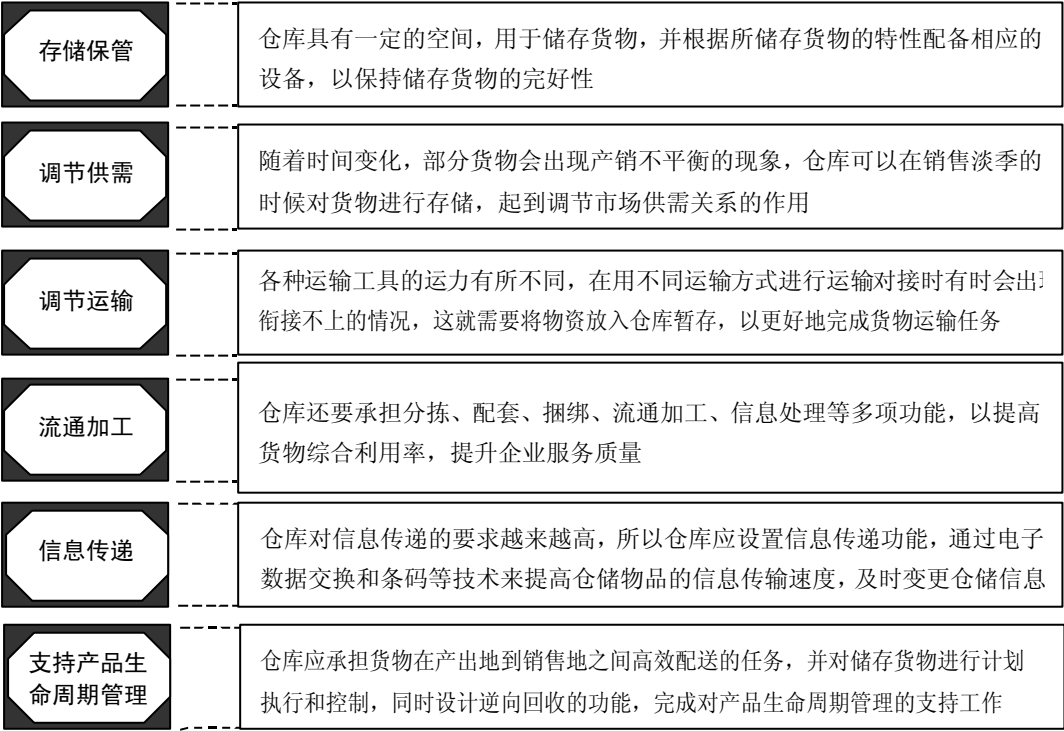 存储保管
仓库具有一定的空间，用于储存货物，并根据所储存货物的特性配备相应的
设备，以保持储存货物的完好性
调节供需
随着时间变化，部分货物会出现产销不平衡的现象，仓库可以在销售淡季的
时候对货物进行存储，起到调节市场供需关系的作用
调节运输
各种运输工具的运力有所不同，在用不同运输方式进行运输对接时有时会出
衔接不上的情况，这就需要将物资放入仓库暂存，以更好地完成货物运输任务
流通加工
仓库还要承担分拣、配套、捆绑、流通加工、信息处理等多项功能，以提高
货物综合利用率，提升企业服务质量
信息传递
仓库对信息传递的要求越来越高，所以仓库应设置信息传递功能，通过电子
数据交换和条码等技术来提高仓储物品的信息传输速度，及时变更仓储信息
支持产品生
命周期管理
仓库应承担货物在产出地到销售地之间高效配送的任务，并对储存货物进行计划
执行和控制，同时设计逆向回收的功能，完成对产品生命周期管理的支持工作